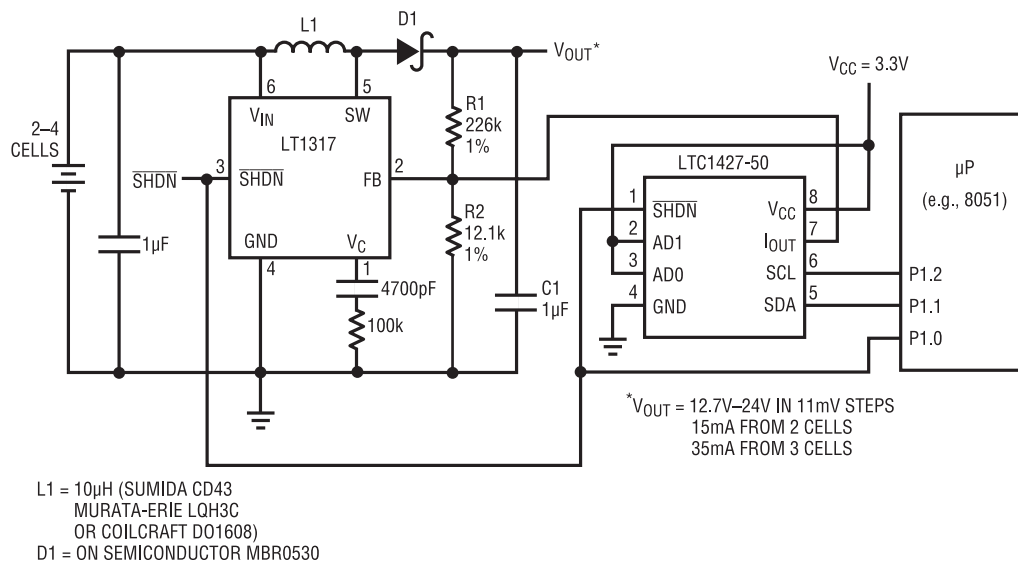 L1
D1
VOUT*
VCC = 3.3V
6
5
VIN
SW
R1
226k
1%
LT1317
2–4
CELLS
SHDN
3
SHDN
FB
2
LTC1427-50
µP
(e.g., 8051)
1
SHDN
VCC
8
2
AD1
IOUT
7
3
AD0
SCL
6
P1.2
4
GND
SDA
5
P1.1
P1.0
R2
12.1k
1%
1µF
GND
VC
4
1
4700pF
100k
C1
1µF
*VOUT = 12.7V–24V IN 11mV STEPS
15mA FROM 2 CELLS
35mA FROM 3 CELLS
L1 = 10µH (SUMIDA CD43
MURATA-ERIE LQH3C
OR COILCRAFT DO1608)
D1 = ON SEMICONDUCTOR MBR0530